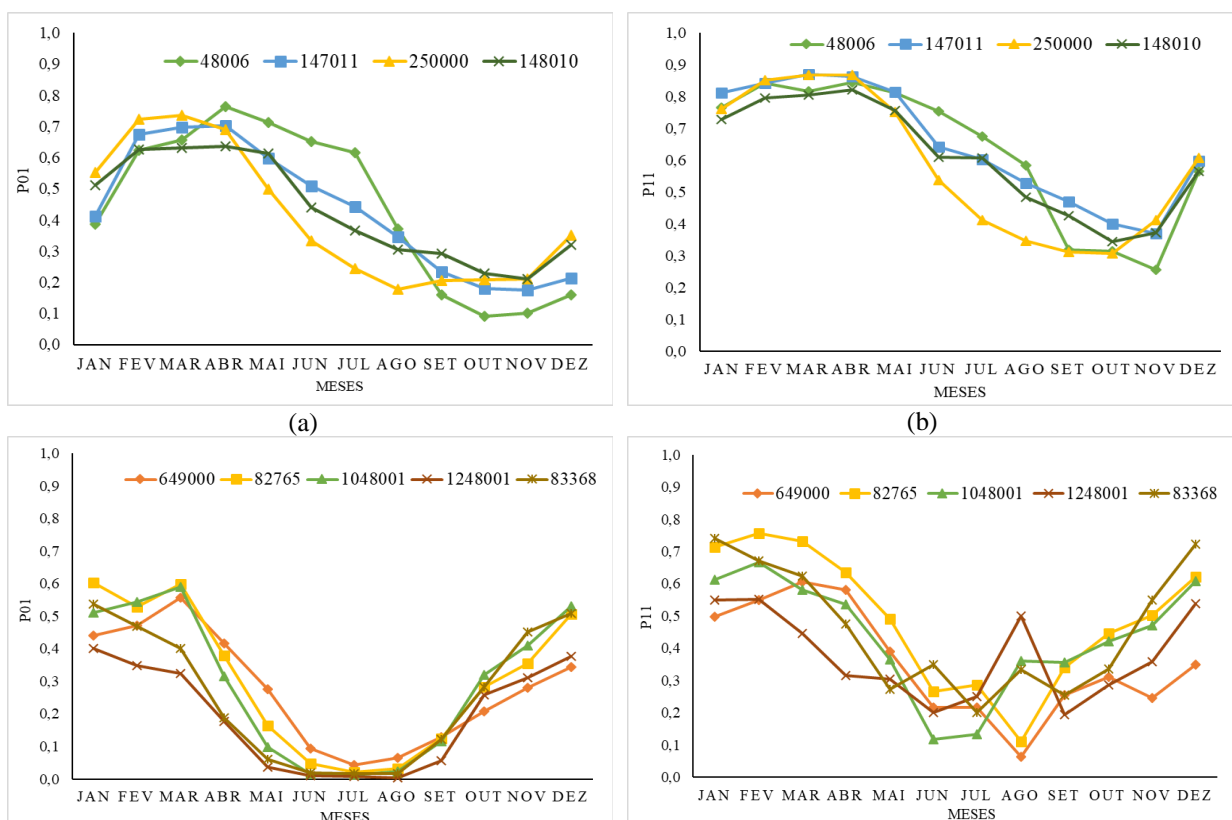 1,0
48006 147011 250000 148010
0,9
0,8
0,7
0,6
0,5
0,4
0,3
0,2
0,1
0,0
P01
JAN FEV MAR ABR MAI JUN JUL AGO SET OUT NOV DEZ
MESES
(a)
1,0
48006 147011 250000 148010
0,9
0,8
0,7
0,6
0,5
0,4
0,3
0,2
0,1
0,0
P11
JAN FEV MAR ABR MAI JUN JUL AGO SET OUT NOV DEZ
MESES
(b)
1,0
649000 82765 1048001 1248001 83368
0,9
0,8
0,7
0,6
0,5
0,4
0,3
0,2
0,1
0,0
P01
JAN FEV MAR ABR MAI JUN JUL AGO SET OUT NOV DEZ
MESES
1,0
649000 82765 1048001 1248001 83368
0,9
0,8
0,7
0,6
0,5
0,4
0,3
0,2
0,1
0,0
P11
JAN FEV MAR ABR MAI JUN JUL AGO SET OUT NOV DEZ
MESES